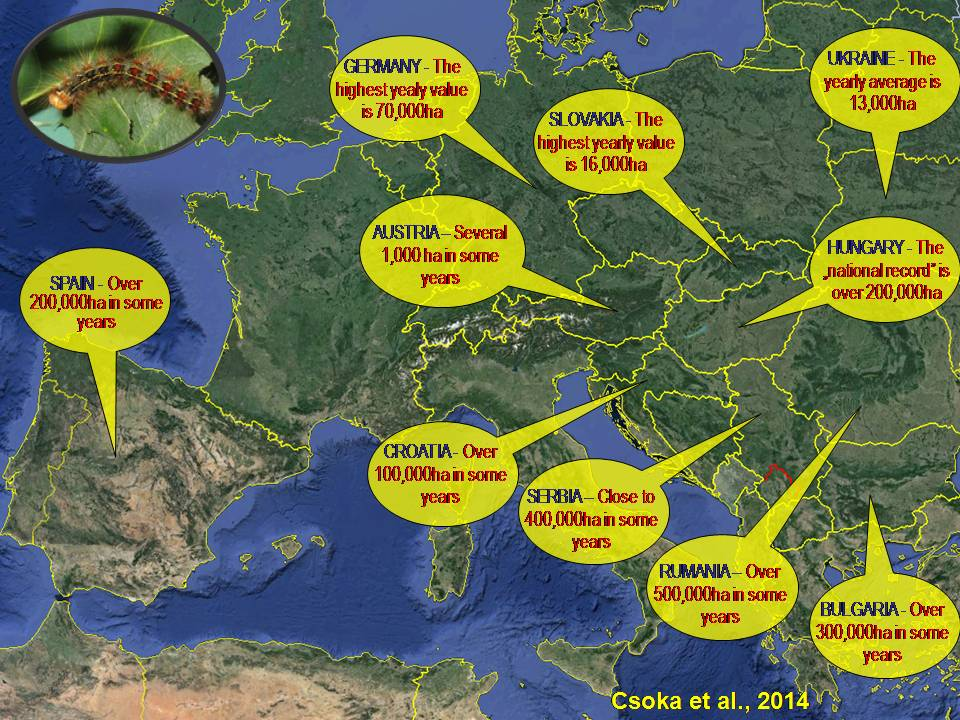 GERMANY - The
highest yealy value
is 70,000ha
UKRAINE - The
yearly average is
13,000ha
SLOVAKIA - The
highest yearly value
is 16,000ha
AUSTRIA – Several
1,000 ha in some
years
HUNGARY - The
„national record” is
over 200,000ha
SPAIN - Over
200,000ha in some
years
CROATIA - Over
100,000ha in some
years
SERBIA – Close to
400,000ha in some
years
RUMANIA – Over
500,000ha in some
years
BULGARIA - Over
300,000ha in some
years
Csoka et al., 2014